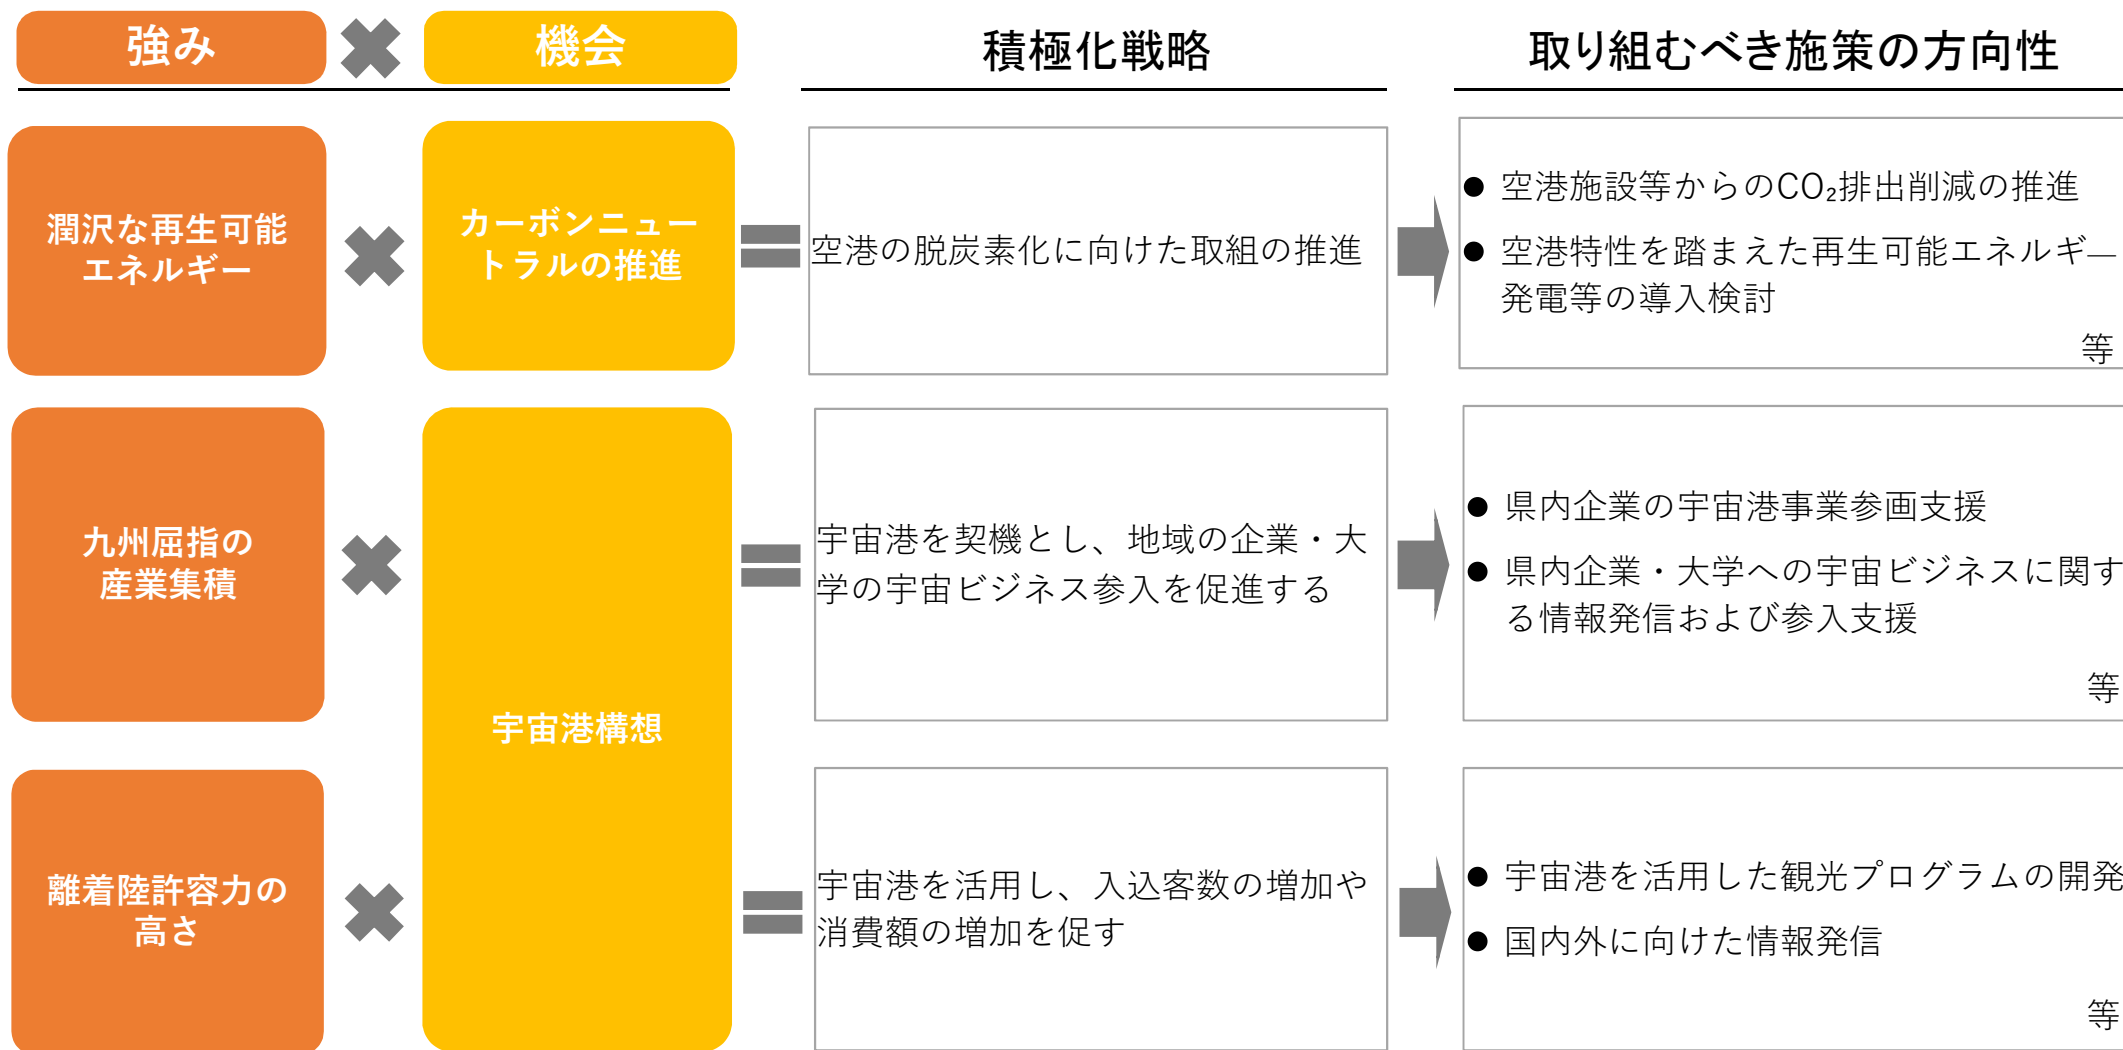 強み
機会
積極化戦略
取り組むべき施策の方向性
潤沢な再生可能
エネルギー
カーボンニュー
トラルの推進
空港の脱炭素化に向けた取組の推進
● 空港施設等からのCO₂排出削減の推進
● 空港特性を踏まえた再生可能エネルギ―
発電等の導入検討
等
九州屈指の
産業集積
宇宙港構想
宇宙港を契機とし、地域の企業・大
学の宇宙ビジネス参入を促進する
● 県内企業の宇宙港事業参画支援
● 県内企業・大学への宇宙ビジネスに関す
る情報発信および参入支援
等
離着陸許容力の
高さ
宇宙港を活用し、入込客数の増加や
消費額の増加を促す
● 宇宙港を活用した観光プログラムの開発
● 国内外に向けた情報発信
等